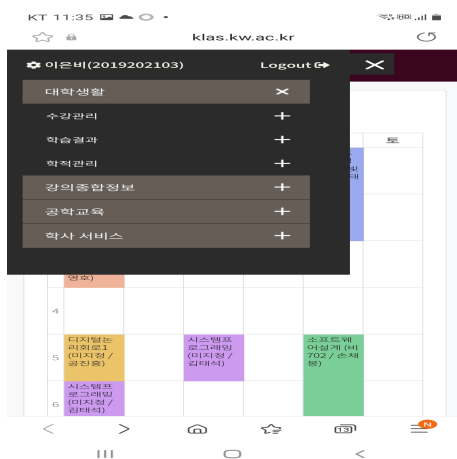 KT 11:35
klas.kw.ac.kr
이은비(2019202103) Logout
대학생활
수강관리
학습결과
학적관리
강의종합정보
공학교육
학사 서비스
토
영호)
4
5
디지털논
리회로1
(미지정 /
공진흥)
시스템프
로그래밍
(미지정 /
김태석)
소프트웨
어설계 (비
702 / 손채
봉)
6
시스템프
로그래밍
(미지정 /
김태석)
13
N